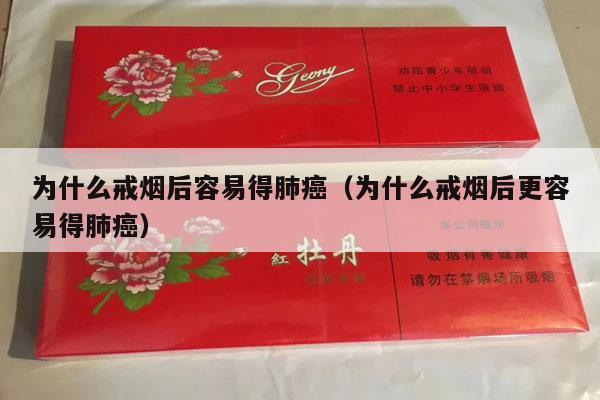 Geony
劝阻青少年吸烟
禁止中小学生吸烟
为什么戒烟后容易得肺癌（为什么戒烟后更容
易得肺癌）
本公司提示
紅 牡丹
吸烟有害健康
请勿在禁烟场所吸烟